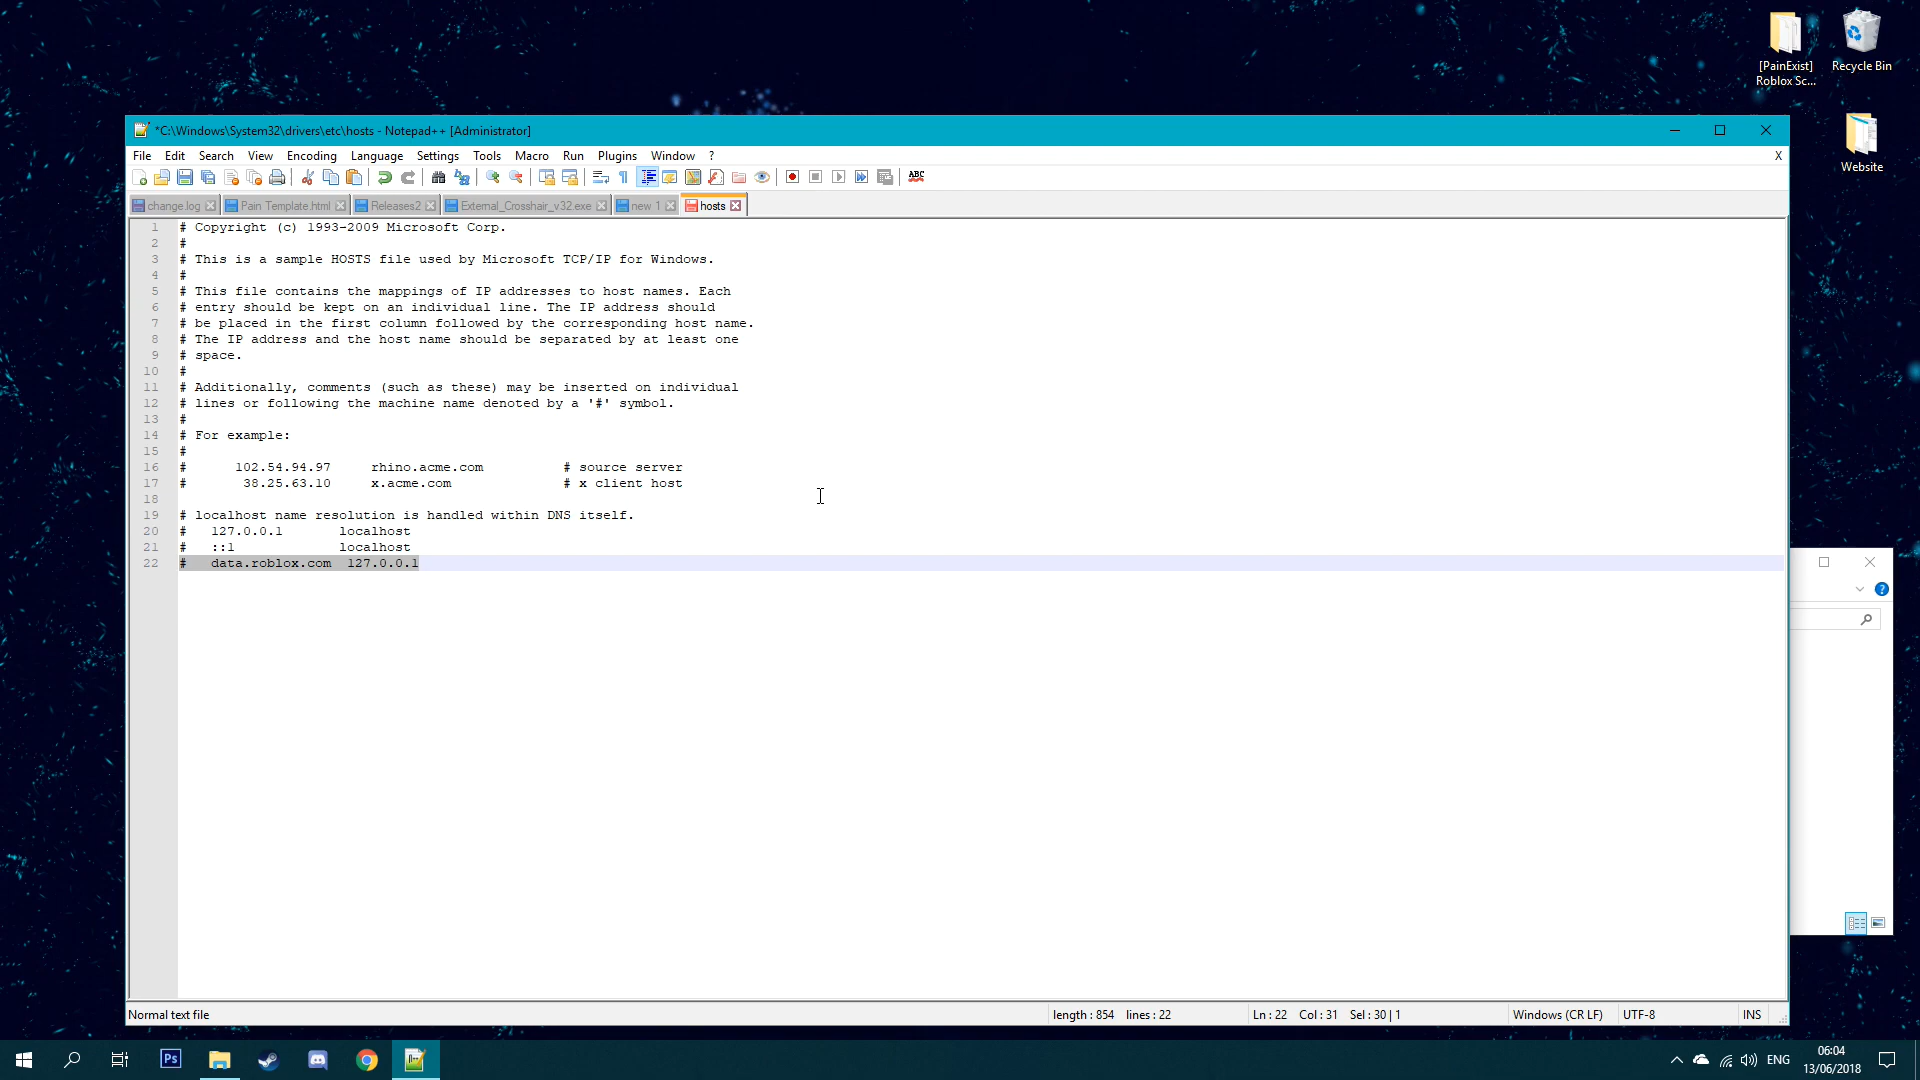 [PainExist]
Roblox Sc...
Recycle Bin
Website
*C:\Windows\System32\drivers\etc\hosts - Notepad++ [Administrator]
File Edit Search View Encoding Language Settings Tools Macro Run Plugins Window ? X
ABC
change.log Pain Template.html Releases2 External_Crosshair_v32.exe new 1 hosts
1 # Copyright (c) 1993-2009 Microsoft Corp.
2 #
3 # This is a sample HOSTS file used by Microsoft TCP/IP for Windows.
4 #
5 # This file contains the mappings of IP addresses to host names. Each
6 # entry should be kept on an individual line. The IP address should
7 # be placed in the first column followed by the corresponding host name.
8 # The IP address and the host name should be separated by at least one
9 # space.
10 #
11 # Additionally, comments (such as these) may be inserted on individual
12 # lines or following the machine name denoted by a '#' symbol.
13 #
14 # For example:
15 #
16 #      102.54.94.97     rhino.acme.com          # source server
17 #       38.25.63.10     x.acme.com              # x client host
18
19 # localhost name resolution is handled within DNS itself.
20 #   127.0.0.1       localhost
21 #   ::1             localhost
22 #   data.roblox.com  127.0.0.1
Normal text file length : 854 lines : 22 Ln : 22 Col : 31 Sel : 30 | 1 Windows (CR LF) UTF-8 INS
Ps ENG 06:04
13/06/2018